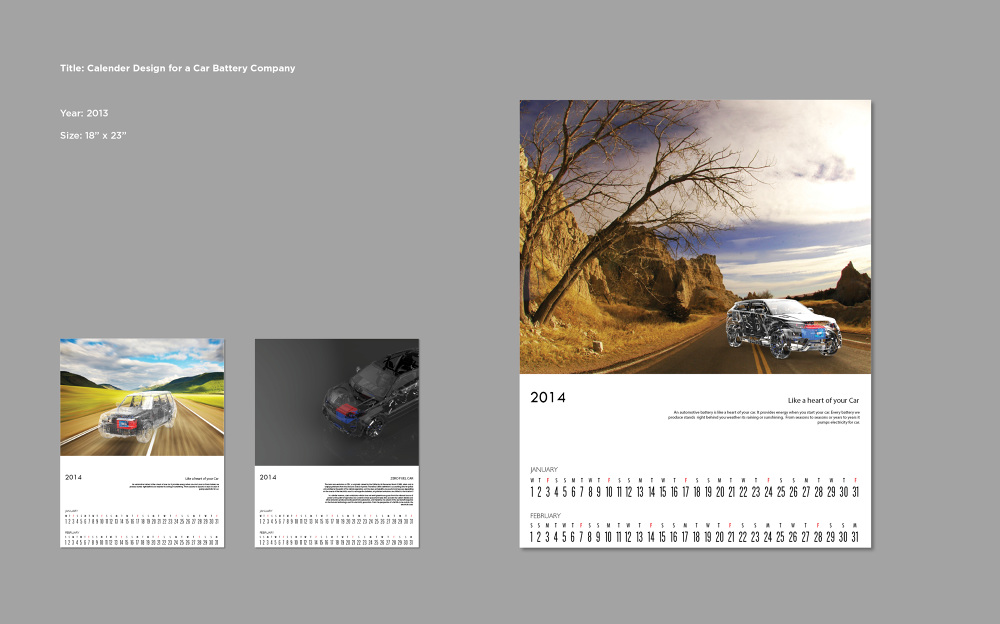 Title: Calender Design for a Car Battery Company
Year: 2013
Size: 18” x 23”
2014
Like a heart of your Car
JANUARY
1 2 3 4 5 6 7 8 9 10 11 12 13 14 15 16 17 18 19 20 21 22 23 24 25 26 27 28 29 30 31
FEBRUARY
1 2 3 4 5 6 7 8 9 10 11 12 13 14 15 16 17 18 19 20 21 22 23 24 25 26 27 28 29 30 31
2014
ZERO FUEL CAR
JANUARY
1 2 3 4 5 6 7 8 9 10 11 12 13 14 15 16 17 18 19 20 21 22 23 24 25 26 27 28 29 30 31
FEBRUARY
1 2 3 4 5 6 7 8 9 10 11 12 13 14 15 16 17 18 19 20 21 22 23 24 25 26 27 28 29 30 31
2014
Like a heart of your Car
An automotive battery is like a heart of your car. It provides energy when you start your car. Every battery we
produce stands right behind you weather its raining or sunshining. From seasons to seasons or years to years it
pumps electricity for car.
JANUARY
W T F S S M T W T F S S M T W T F S S M T W T F S S M T W T F
1 2 3 4 5 6 7 8 9 10 11 12 13 14 15 16 17 18 19 20 21 22 23 24 25 26 27 28 29 30 31
FEBRUARY
S S M T W T F S S M T W T F S S M T W T F S S M T W T F S S M
1 2 3 4 5 6 7 8 9 10 11 12 13 14 15 16 17 18 19 20 21 22 23 24 25 26 27 28 29 30 31